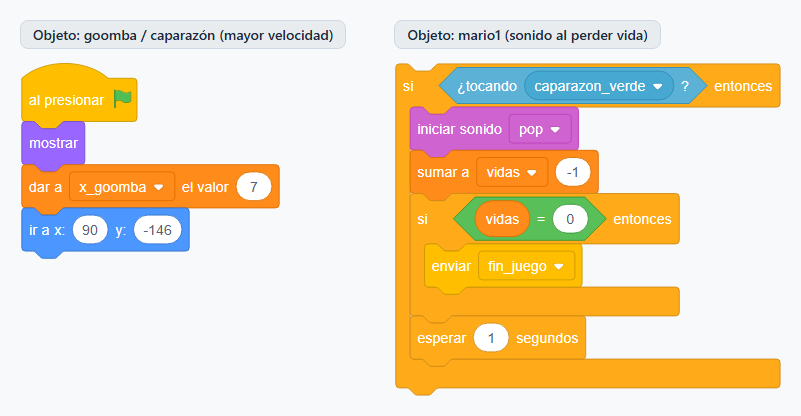 Objeto: goomba / caparazón (mayor velocidad)
al presionar
mostrar
dar a x_goomba el valor 7
ir a x: 90 y: -146
Objeto: mario1 (sonido al perder vida)
si ¿tocando caparazon_verde ? entonces
iniciar sonido pop
sumar a vidas -1
si vidas = 0 entonces
enviar fin_juego
esperar 1 segundos